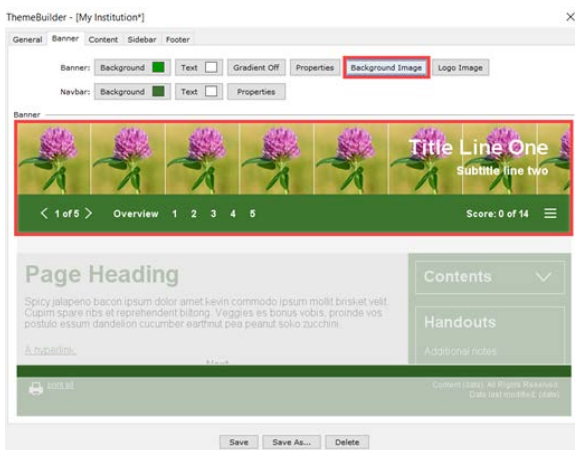 ThemeBuilder - [My Institution*]
General Banner Content Sidebar Footer
Banner: Background Text Gradient Off Properties Background Image Logo Image
Navbar: Background Text Properties
Banner
Title Line One
Subtitle line two
< 1 of 5 > Overview 1 2 3 4 5 Score: 0 of 14
Page Heading
Spicy jalapeno bacon ipsum dolor amet kevin commodo ipsum mollit brisket velit.
Cupim spare ribs et reprehenderit biltong. Veggies es bonus vobis, proinde vos
postulo essum dandelion cucumber earthnut pea peanut soko zucchini.
A hyperlink.
Next
Contents
Handouts
Additional notes
print all
Content (date). All Rights Reserved.
Date last modified: (date)
Save Save As... Delete